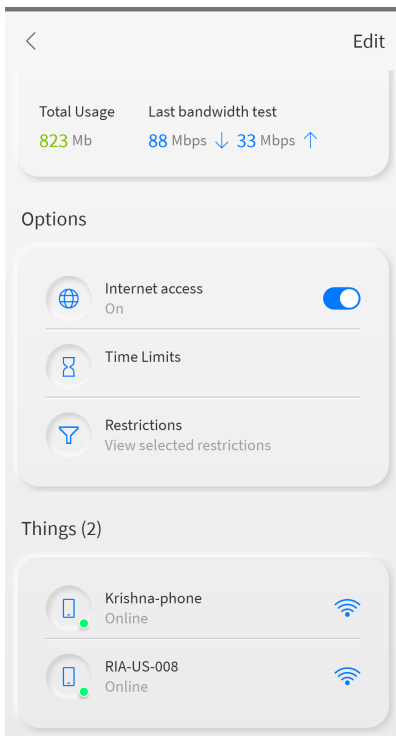 Edit
Total Usage Last bandwidth test
823 Mb 88 Mbps ↓ 33 Mbps ↑
Options
Internet access
On
Time Limits
Restrictions
View selected restrictions
Things (2)
Krishna-phone
Online
RIA-US-008
Online